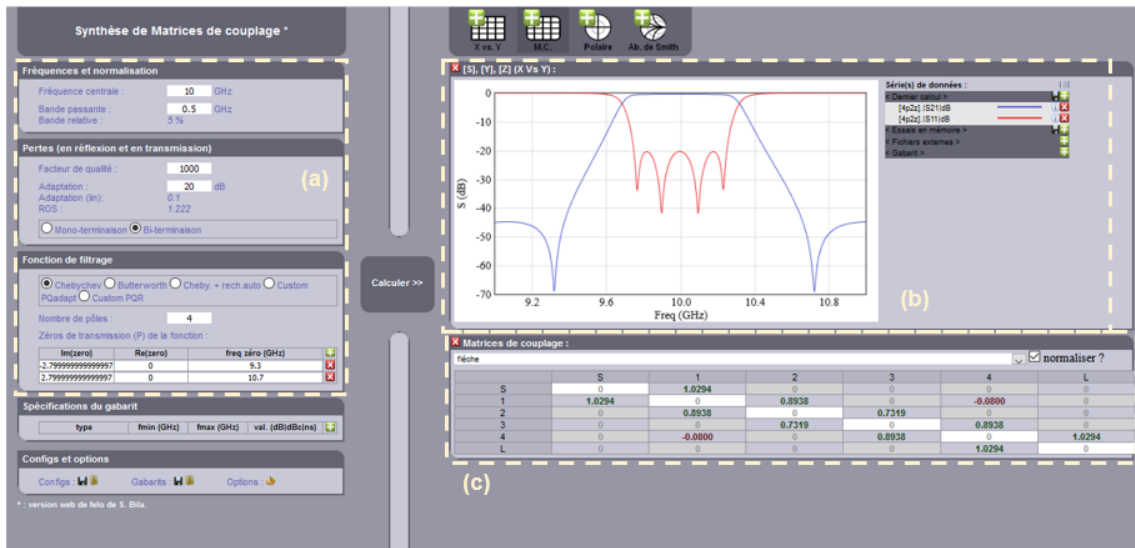 Synthèse de Matrices de couplage *
Fréquences et normalisation
Fréquence centrale : 10 GHz
Bande passante : 0.5 GHz
Bande relative : 5 %
Pertes (en réflexion et en transmission)
Facteur de qualité : 1000
(a)
Adaptation : 20 dB
Adaptation (lin): 0.1
ROS : 1.222
Mono-terminaison Bi-terminaison
Fonction de filtrage
Chebychev Butterworth Cheby. + rech.auto Custom
PQadapt Custom PQR
Nombre de pôles : 4
Zéros de transmission (P) de la fonction :
Im(zero) Re(zero) freq zéro (GHz)
-2.799999999999997 0 9.3
2.799999999999997 0 10.7
Spécifications du gabarit
type fmin (GHz) fmax (GHz) val. (dB|dBc|ns)
Configs et options
Configs : Gabarits : Options :
* : version web de felo de S. Bila.
Calculer >>
X vs. Y M.C. Polaire Ab. de Smith
[S], [Y], [Z] (X Vs Y) :
S (dB)
0
-10
-20
-30
-40
-50
-60
-70
9.2 9.6 10.0 10.4 10.8
Freq (GHz)
Série(s) de données :
< Dernier calcul >
[4p2z].|S21|dB
[4p2z].|S11|dB
< Essais en mémoire >
< Fichiers externes >
< Gabarit >
(b)
Matrices de couplage :
flèche normaliser ?
S 1 2 3 4 L
S 0 1.0294 0 0 0 0
1 1.0294 0 0.8938 0 -0.0800 0
2 0 0.8938 0 0.7319 0 0
3 0 0 0.7319 0 0.8938 0
4 0 -0.0800 0 0.8938 0 1.0294
L 0 0 0 0 1.0294 0
(c)